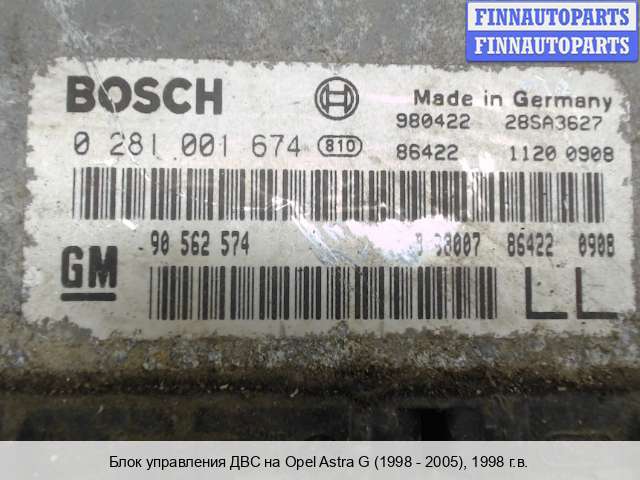 FINNAUTOPARTS
FINNAUTOPARTS
BOSCH
Made in Germany
980422 28SA3627
0 281 001 674 810
86422 1120 0908
GM
90 562 574
86422 0908
LL
Блок управления ДВС на Opel Astra G (1998 - 2005), 1998 г.в.